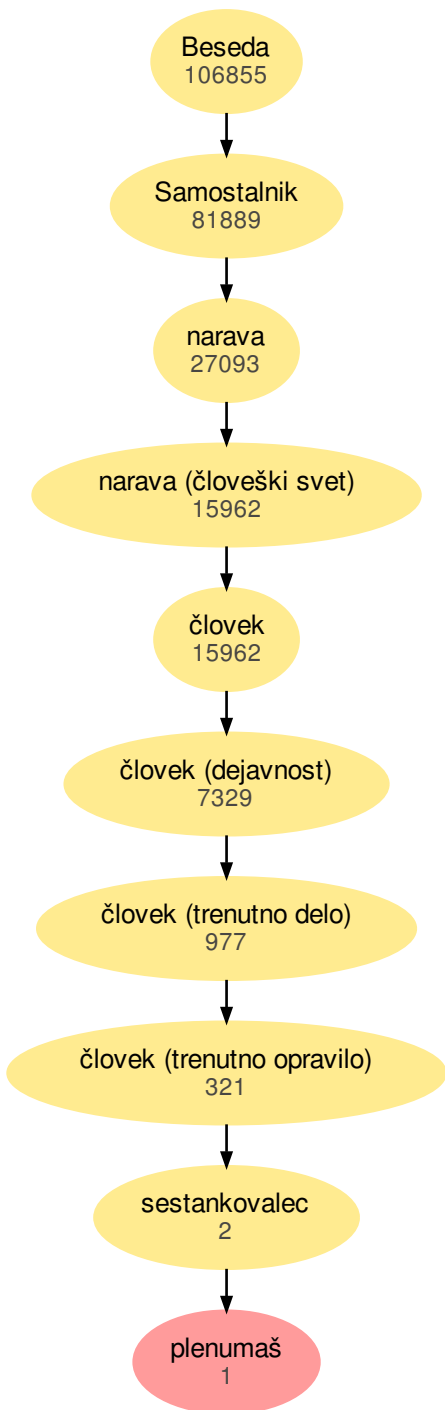 Beseda
106855
Samostalnik
81889
narava
27093
narava (človeški svet)
15962
človek
15962
človek (dejavnost)
7329
človek (trenutno delo)
977
človek (trenutno opravilo)
321
sestankovalec
2
plenumaš
1